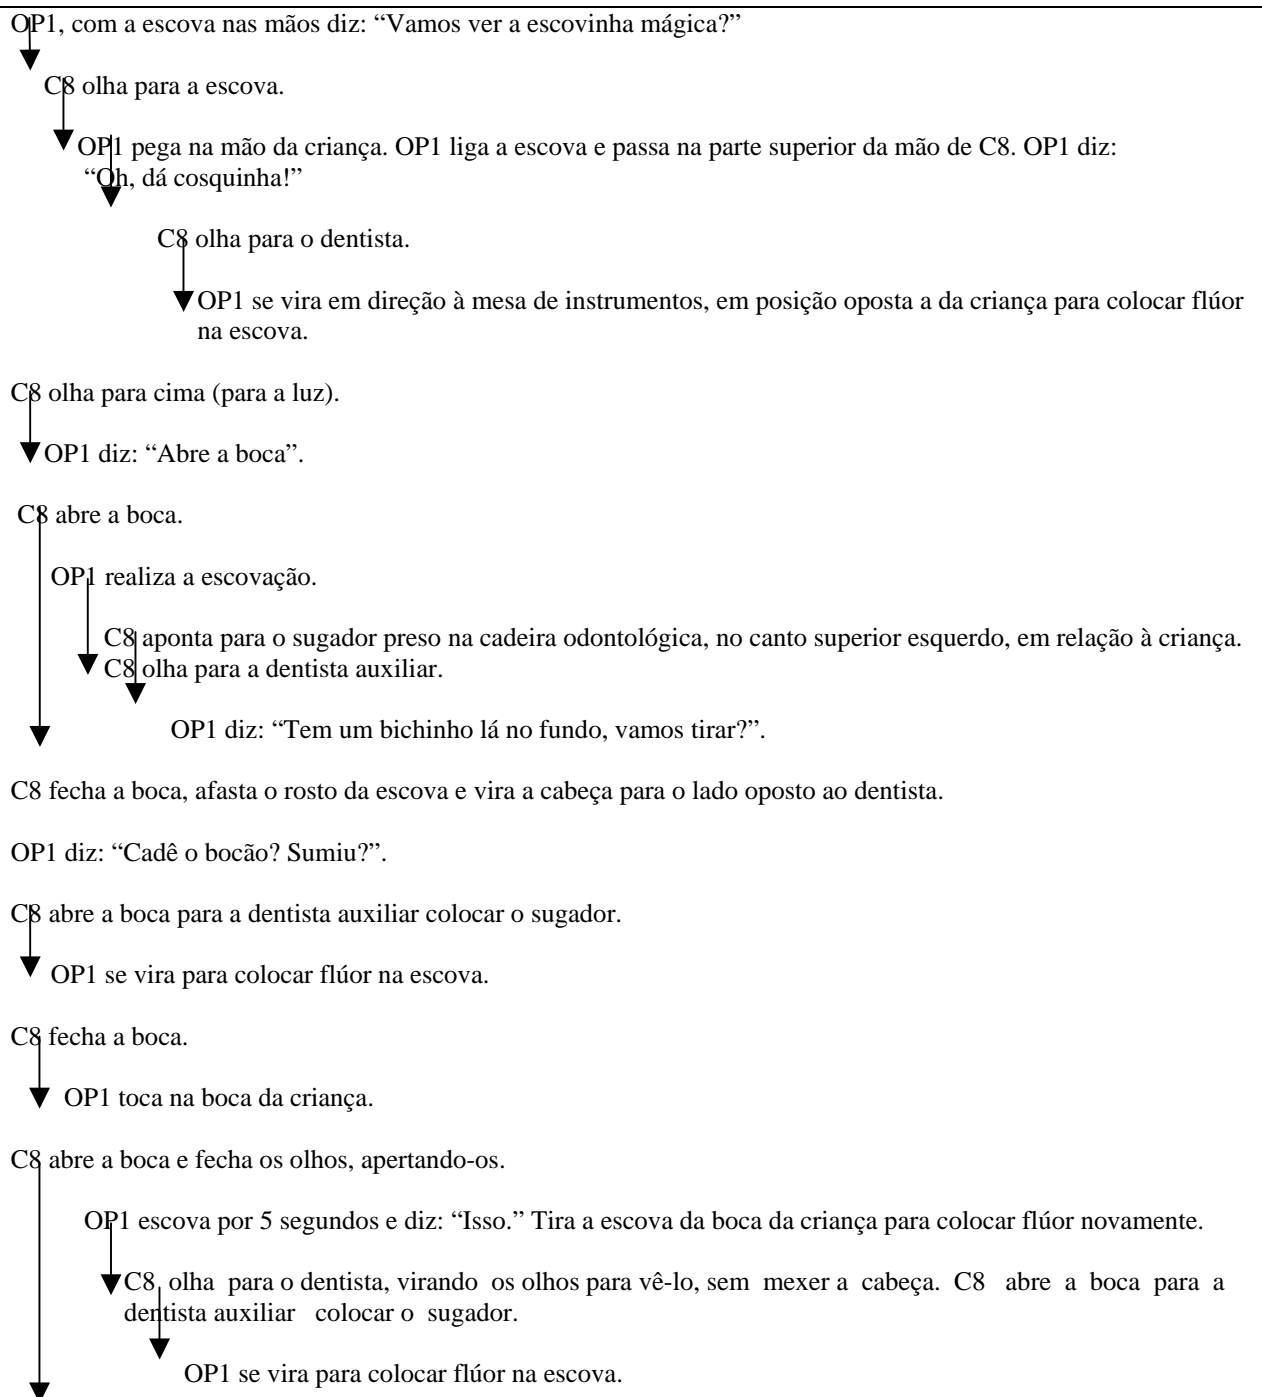 OP1, com a escova nas mãos diz: “Vamos ver a escovinha mágica?”
C8 olha para a escova.
OP1 pega na mão da criança. OP1 liga a escova e passa na parte superior da mão de C8. OP1 diz:
“Oh, dá cosquinha!”
C8 olha para o dentista.
OP1 se vira em direção à mesa de instrumentos, em posição oposta a da criança para colocar flúor
na escova.
C8 olha para cima (para a luz).
OP1 diz: “Abre a boca”.
C8 abre a boca.
OP1 realiza a escovação.
C8 aponta para o sugador preso na cadeira odontológica, no canto superior esquerdo, em relação à criança.
C8 olha para a dentista auxiliar.
OP1 diz: “Tem um bichinho lá no fundo, vamos tirar?”.
C8 fecha a boca, afasta o rosto da escova e vira a cabeça para o lado oposto ao dentista.
OP1 diz: “Cadê o bocão? Sumiu?”.
C8 abre a boca para a dentista auxiliar colocar o sugador.
OP1 se vira para colocar flúor na escova.
C8 fecha a boca.
OP1 toca na boca da criança.
C8 abre a boca e fecha os olhos, apertando-os.
OP1 escova por 5 segundos e diz: “Isso.” Tira a escova da boca da criança para colocar flúor novamente.
C8 olha para o dentista, virando os olhos para vê-lo, sem mexer a cabeça. C8 abre a boca para a
dentista auxiliar colocar o sugador.
OP1 se vira para colocar flúor na escova.